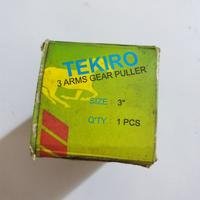 TEKIRO
3 ARMS GEAR PULLER
SIZE : 3"
Q'TY : 1 PCS